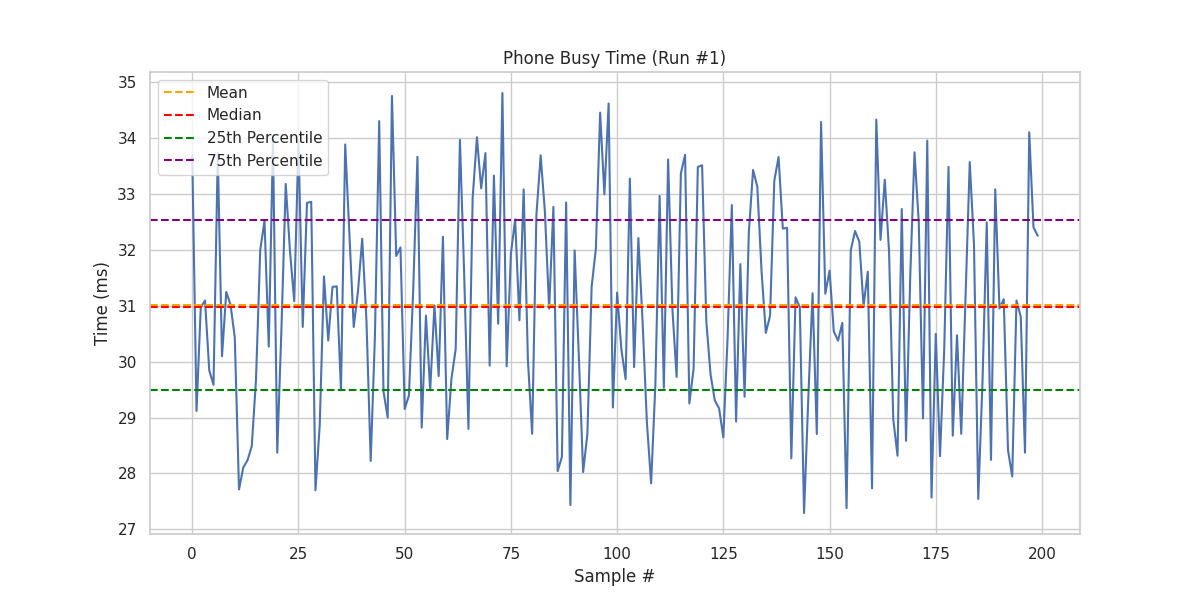 Phone Busy Time (Run #1)
Mean
Median
25th Percentile
75th Percentile
Time (ms)
35
34
33
32
31
30
29
28
27
0 25 50 75 100 125 150 175 200
Sample #